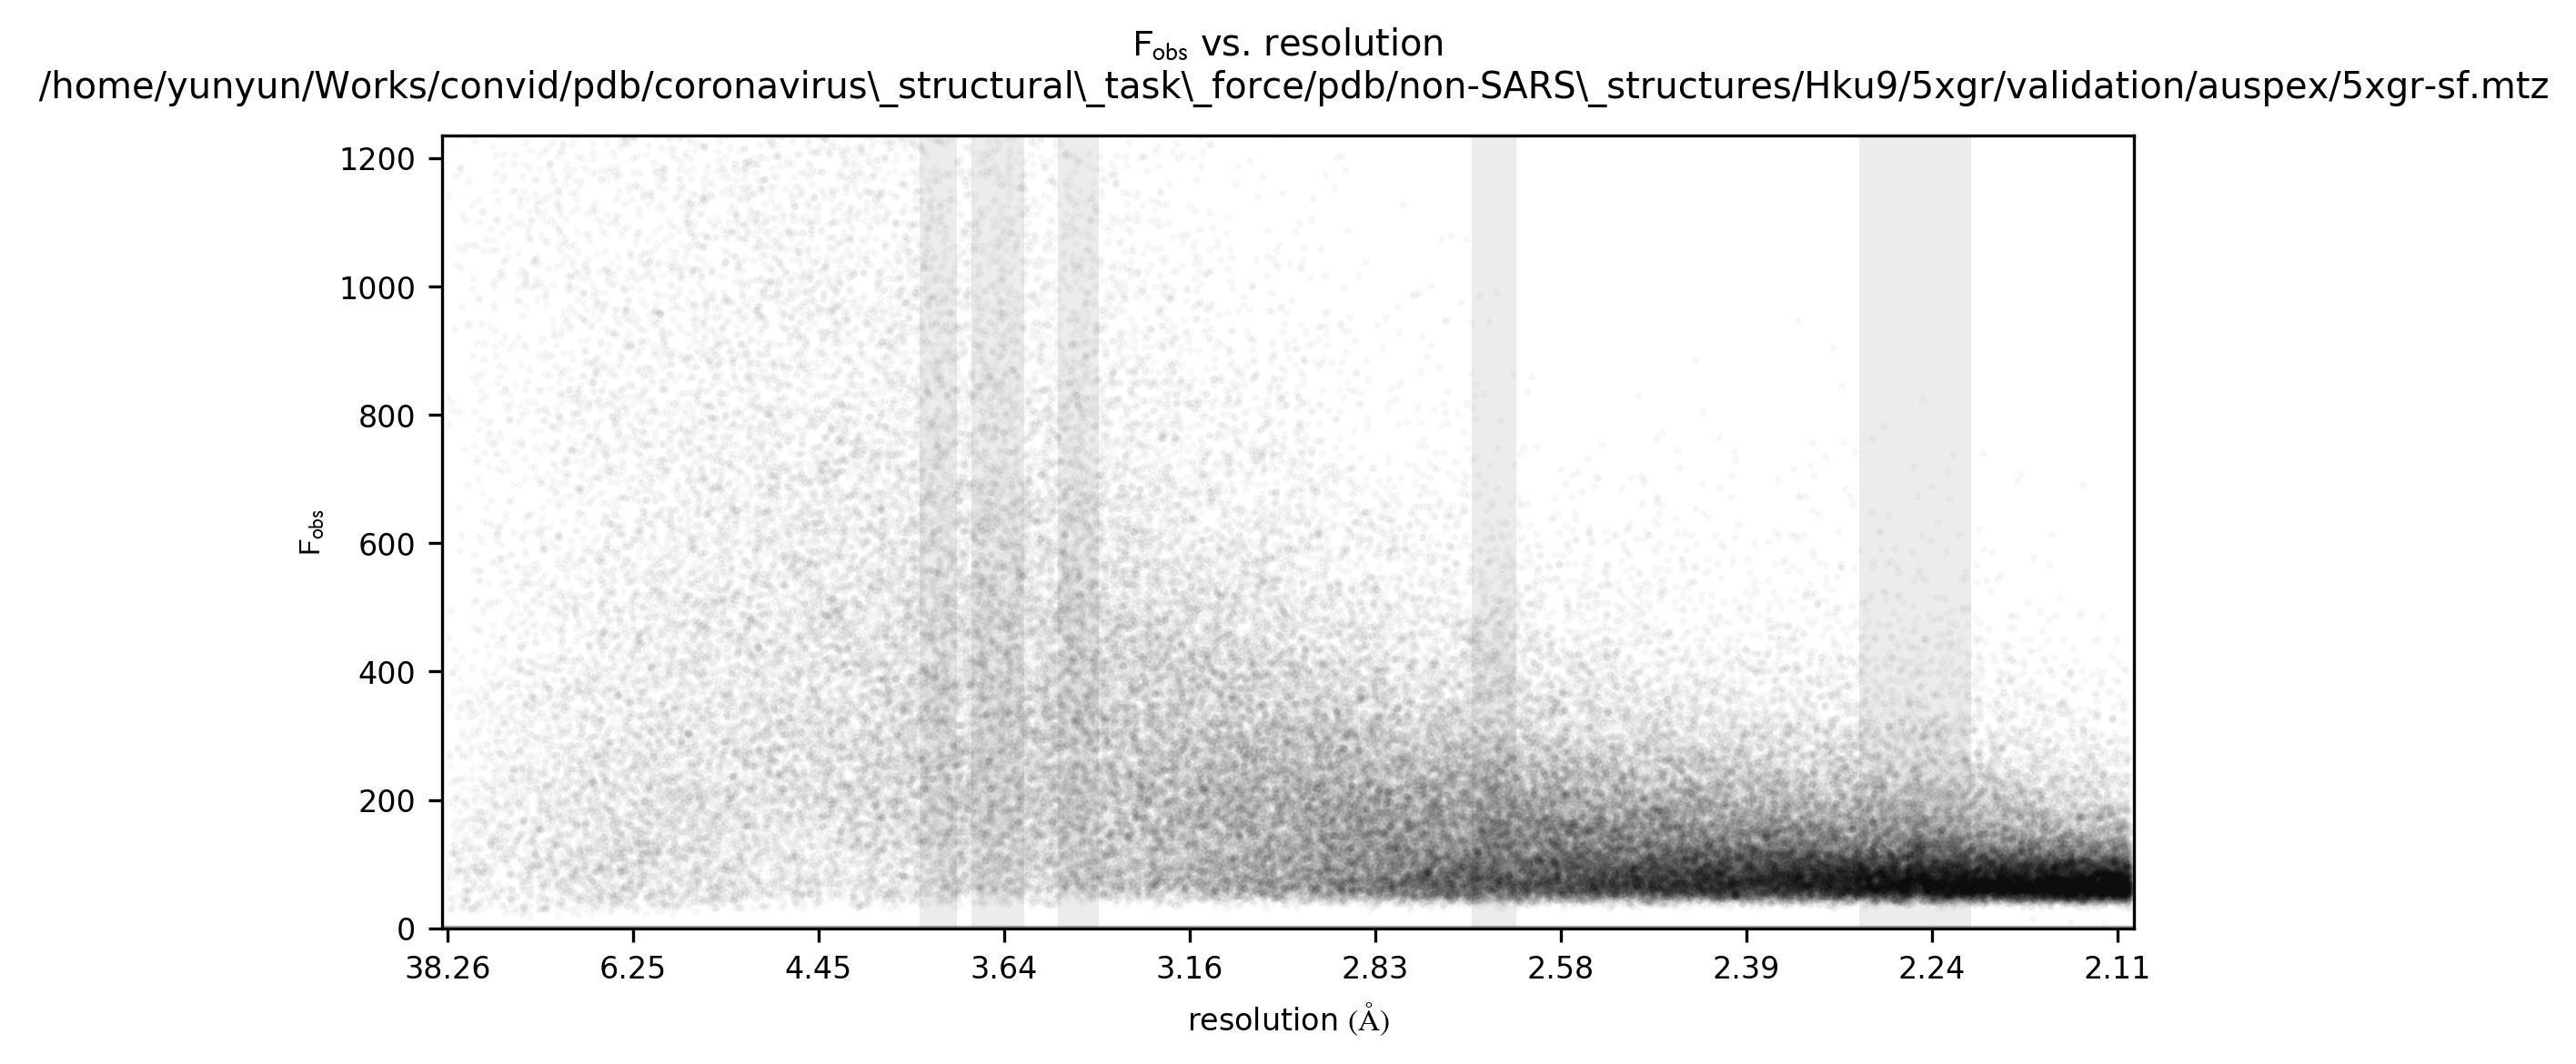 Fobs vs. resolution
/home/yunyun/Works/convid/pdb/coronavirus\_structural\_task\_force/pdb/non-SARS\_structures/Hku9/5xgr/validation/auspex/5xgr-sf.mtz
1200
1000
800
600
400
200
0
Fobs
38.26 6.25 4.45 3.64 3.16 2.83 2.58 2.39 2.24 2.11
resolution (Å)